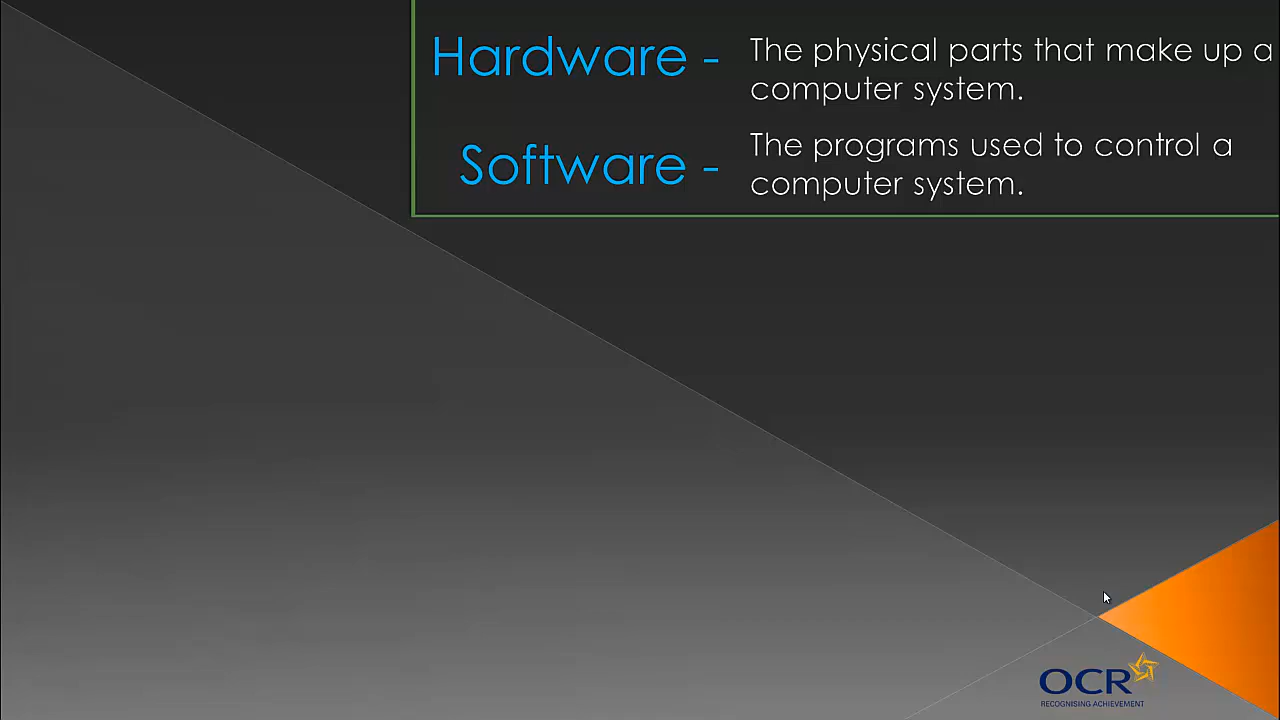 Hardware -
The physical parts that make up a
computer system.
Software -
The programs used to control a
computer system.
OCR
RECOGNISING ACHIEVEMENT